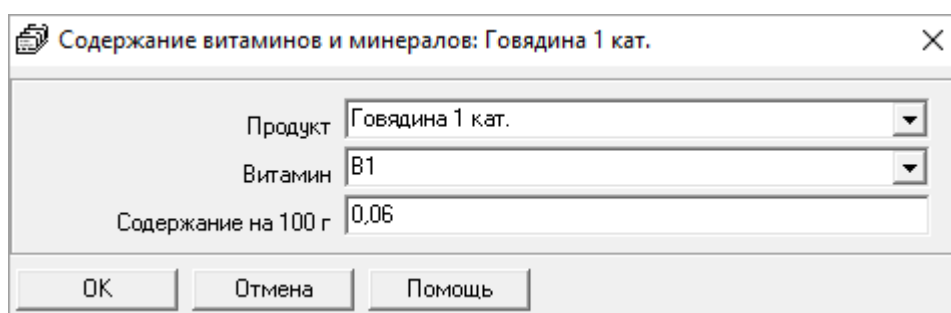 Содержание витаминов и минералов: Говядина 1 кат.
Продукт Говядина 1 кат.
Витамин B1
Содержание на 100 г 0,06
OK Отмена Помощь